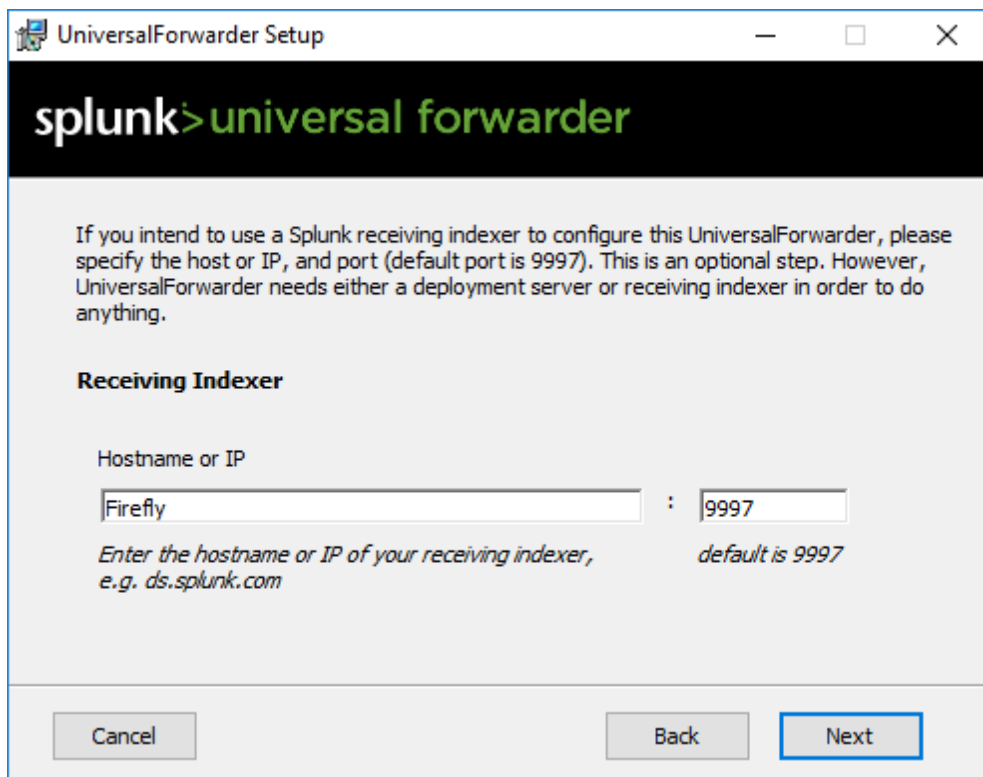 UniversalForwarder Setup
splunk>universal forwarder
If you intend to use a Splunk receiving indexer to configure this UniversalForwarder, please
specify the host or IP, and port (default port is 9997). This is an optional step. However,
UniversalForwarder needs either a deployment server or receiving indexer in order to do
anything.
Receiving Indexer
Hostname or IP
Firefly : 9997
Enter the hostname or IP of your receiving indexer, default is 9997
e.g. ds.splunk.com
Cancel Back Next